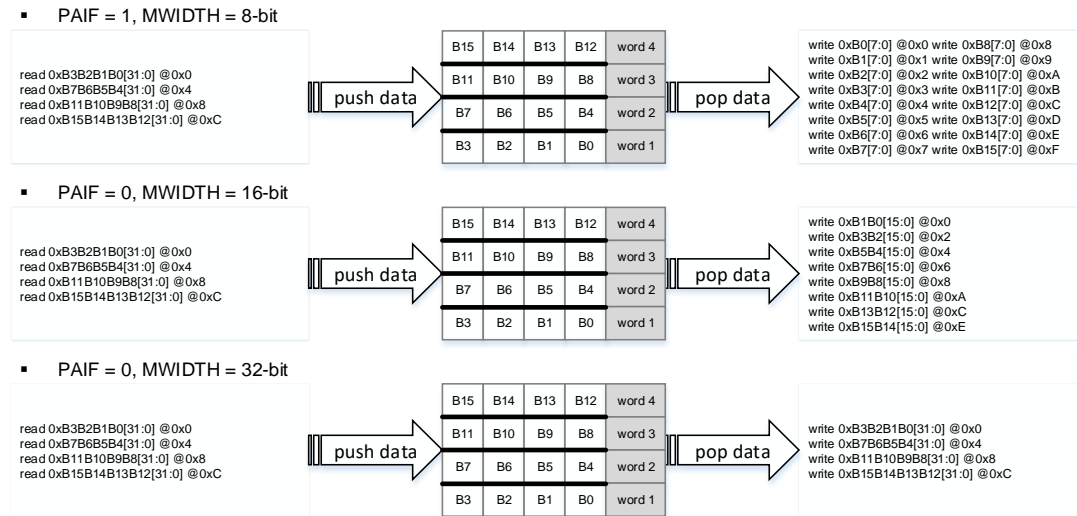 ▪ PAIF = 1, MWIDTH = 8-bit
read 0xB3B2B1B0[31:0] @0x0
read 0xB7B6B5B4[31:0] @0x4
read 0xB11B10B9B8[31:0] @0x8
read 0xB15B14B13B12[31:0] @0xC
push data
B15 B14 B13 B12 word 4
B11 B10 B9 B8 word 3
B7 B6 B5 B4 word 2
B3 B2 B1 B0 word 1
pop data
write 0xB0[7:0] @0x0 write 0xB8[7:0] @0x8
write 0xB1[7:0] @0x1 write 0xB9[7:0] @0x9
write 0xB2[7:0] @0x2 write 0xB10[7:0] @0xA
write 0xB3[7:0] @0x3 write 0xB11[7:0] @0xB
write 0xB4[7:0] @0x4 write 0xB12[7:0] @0xC
write 0xB5[7:0] @0x5 write 0xB13[7:0] @0xD
write 0xB6[7:0] @0x6 write 0xB14[7:0] @0xE
write 0xB7[7:0] @0x7 write 0xB15[7:0] @0xF
▪ PAIF = 0, MWIDTH = 16-bit
read 0xB3B2B1B0[31:0] @0x0
read 0xB7B6B5B4[31:0] @0x4
read 0xB11B10B9B8[31:0] @0x8
read 0xB15B14B13B12[31:0] @0xC
push data
B15 B14 B13 B12 word 4
B11 B10 B9 B8 word 3
B7 B6 B5 B4 word 2
B3 B2 B1 B0 word 1
pop data
write 0xB1B0[15:0] @0x0
write 0xB3B2[15:0] @0x2
write 0xB5B4[15:0] @0x4
write 0xB7B6[15:0] @0x6
write 0xB9B8[15:0] @0x8
write 0xB11B10[15:0] @0xA
write 0xB13B12[15:0] @0xC
write 0xB15B14[15:0] @0xE
▪ PAIF = 0, MWIDTH = 32-bit
read 0xB3B2B1B0[31:0] @0x0
read 0xB7B6B5B4[31:0] @0x4
read 0xB11B10B9B8[31:0] @0x8
read 0xB15B14B13B12[31:0] @0xC
push data
B15 B14 B13 B12 word 4
B11 B10 B9 B8 word 3
B7 B6 B5 B4 word 2
B3 B2 B1 B0 word 1
pop data
write 0xB3B2B1B0[31:0] @0x0
write 0xB7B6B5B4[31:0] @0x4
write 0xB11B10B9B8[31:0] @0x8
write 0xB15B14B13B12[31:0] @0xC